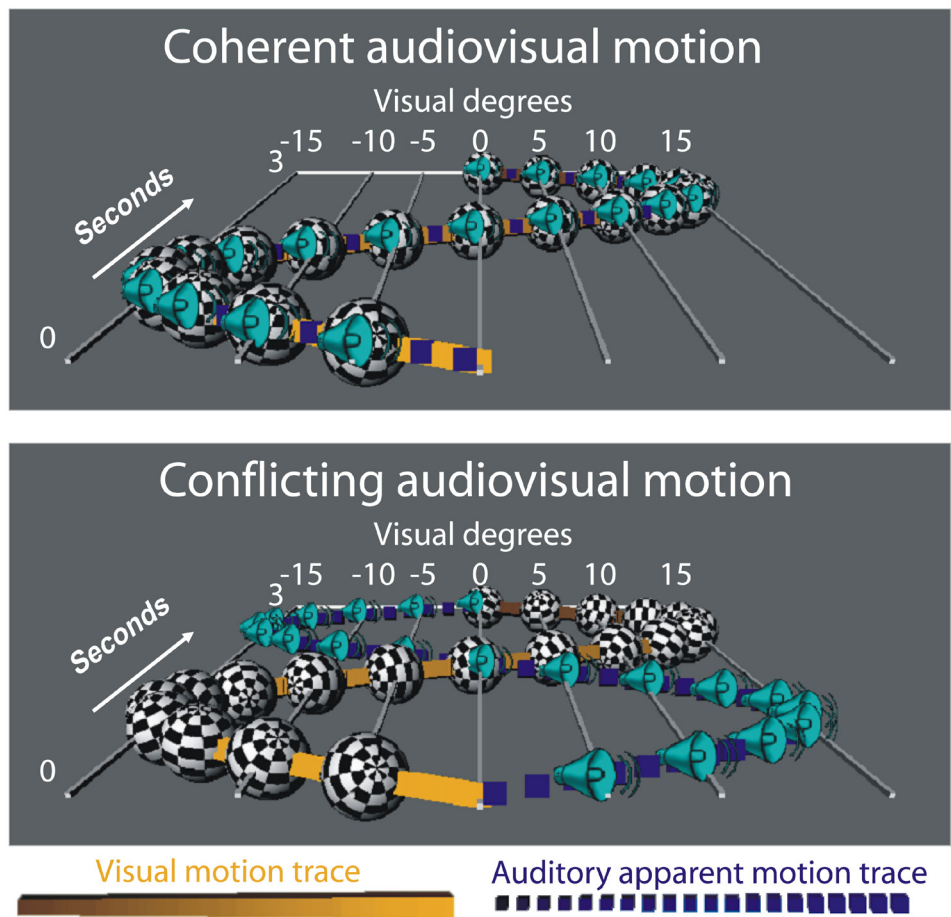 Coherent audiovisual motion
Visual degrees
-15 -10 -5 0 5 10 15
3
Seconds
0
Conflicting audiovisual motion
Visual degrees
-15 -10 -5 0 5 10 15
3
Seconds
0
Visual motion trace
Auditory apparent motion trace